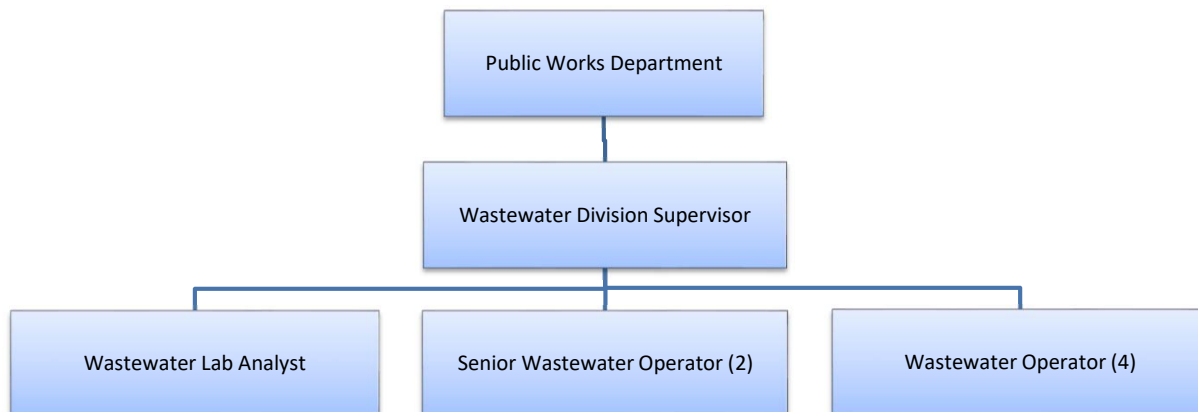 Public Works Department
Wastewater Division Supervisor
Wastewater Lab Analyst
Senior Wastewater Operator (2)
Wastewater Operator (4)